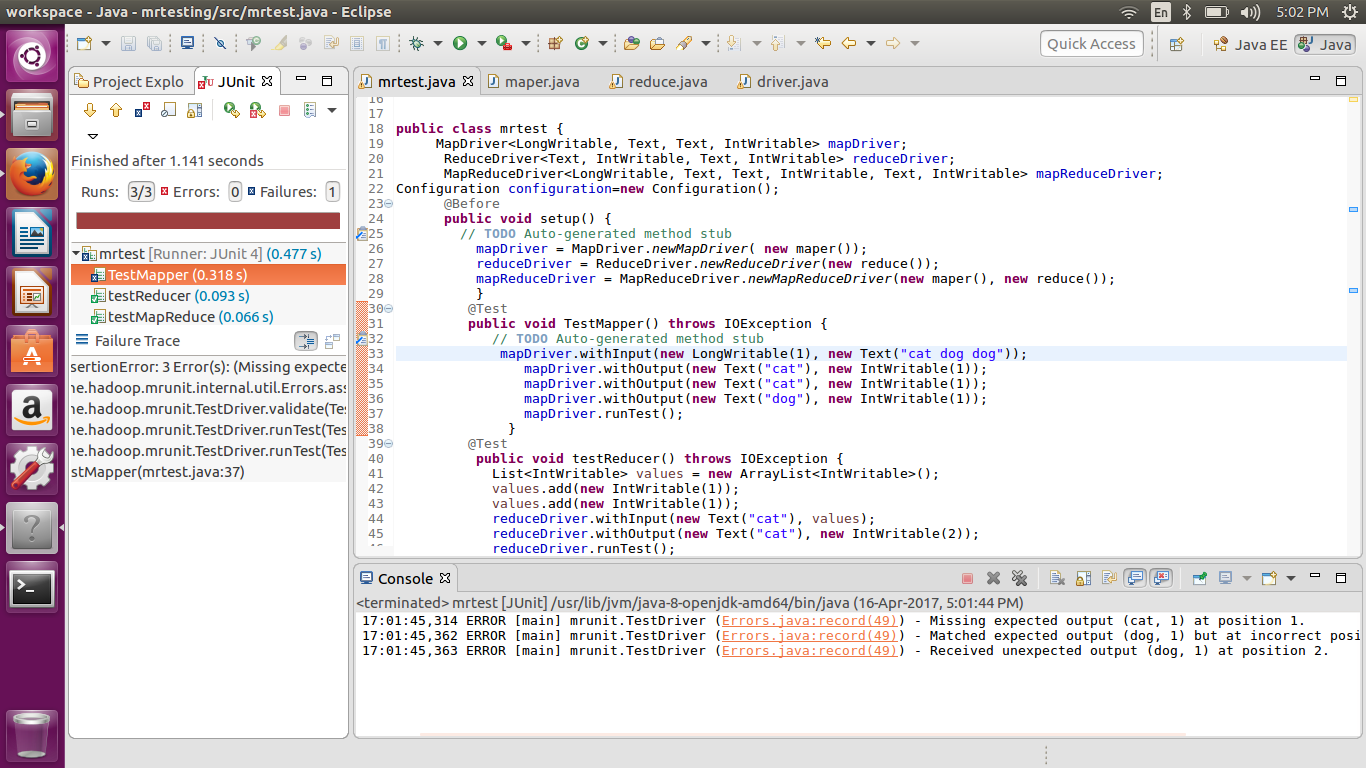 workspace - Java - mrtesting/src/mrtest.java - Eclipse
En
5:02 PM
Quick Access
Java EE
Java
Project Explo
JUnit
Finished after 1.141 seconds
Runs: 3/3
Errors: 0
Failures: 1
mrtest [Runner: JUnit 4] (0.477 s)
TestMapper (0.318 s)
testReducer (0.093 s)
testMapReduce (0.066 s)
Failure Trace
sertionError: 3 Error(s): (Missing expecte
he.hadoop.mrunit.internal.util.Errors.ass
he.hadoop.mrunit.TestDriver.validate(Tes
he.hadoop.mrunit.TestDriver.runTest(Tes
he.hadoop.mrunit.TestDriver.runTest(Tes
stMapper(mrtest.java:37)
mrtest.java
maper.java
reduce.java
driver.java
16
17
18 public class mrtest {
19 MapDriver<LongWritable, Text, Text, IntWritable> mapDriver;
20 ReduceDriver<Text, IntWritable, Text, IntWritable> reduceDriver;
21 MapReduceDriver<LongWritable, Text, Text, IntWritable, Text, IntWritable> mapReduceDriver;
22 Configuration configuration=new Configuration();
23 @Before
24 public void setup() {
25 // TODO Auto-generated method stub
26 mapDriver = MapDriver.newMapDriver( new maper());
27 reduceDriver = ReduceDriver.newReduceDriver(new reduce());
28 mapReduceDriver = MapReduceDriver.newMapReduceDriver(new maper(), new reduce());
29 }
30 @Test
31 public void TestMapper() throws IOException {
32 // TODO Auto-generated method stub
33 mapDriver.withInput(new LongWritable(1), new Text("cat dog dog"));
34 mapDriver.withOutput(new Text("cat"), new IntWritable(1));
35 mapDriver.withOutput(new Text("cat"), new IntWritable(1));
36 mapDriver.withOutput(new Text("dog"), new IntWritable(1));
37 mapDriver.runTest();
38 }
39 @Test
40 public void testReducer() throws IOException {
41 List<IntWritable> values = new ArrayList<IntWritable>();
42 values.add(new IntWritable(1));
43 values.add(new IntWritable(1));
44 reduceDriver.withInput(new Text("cat"), values);
45 reduceDriver.withOutput(new Text("cat"), new IntWritable(2));
46 reduceDriver.runTest();
Console
<terminated> mrtest [JUnit] /usr/lib/jvm/java-8-openjdk-amd64/bin/java (16-Apr-2017, 5:01:44 PM)
17:01:45,314 ERROR [main] mrunit.TestDriver (Errors.java:record(49)) - Missing expected output (cat, 1) at position 1.
17:01:45,362 ERROR [main] mrunit.TestDriver (Errors.java:record(49)) - Matched expected output (dog, 1) but at incorrect posi
17:01:45,363 ERROR [main] mrunit.TestDriver (Errors.java:record(49)) - Received unexpected output (dog, 1) at position 2.